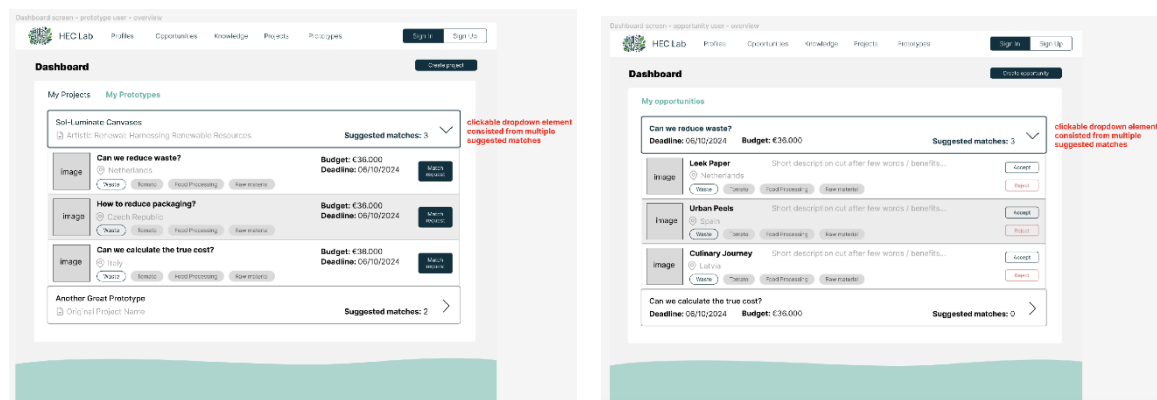 Dashboard screen - prototype user - overview
HEC Lab Profiles Opportunities Knowledge Projects Prototypes Sign In Sign Up
Dashboard
Create project
My Projects My Prototypes
Sol-Luminate Canvases
Artistic Renewal: Harnessing Renewable Resources
Suggested matches: 3
clickable dropdown element
consisted from multiple
suggested matches
image
Can we reduce waste?
Netherlands
Waste Tomato Food Processing Raw material
Budget: €36.000
Deadline: 06/10/2024
Match
request
image
How to reduce packaging?
Czech Republic
Waste Tomato Food Processing Raw material
Budget: €36.000
Deadline: 06/10/2024
Match
request
image
Can we calculate the true cost?
Italy
Waste Tomato Food Processing Raw material
Budget: €36.000
Deadline: 06/10/2024
Match
request
Another Great Prototype
Original Project Name
Suggested matches: 2
Dashboard screen - opportunity user - overview
HEC Lab Profiles Opportunities Knowledge Projects Prototypes Sign In Sign Up
Dashboard
Create opportunity
My opportunities
Can we reduce waste?
Deadline: 06/10/2024 Budget: €36.000
Suggested matches: 3
clickable dropdown element
consisted from multiple
suggested matches
image
Leek Paper Short description cut after few words / benefits...
Netherlands
Waste Tomato Food Processing Raw material
Accept
Reject
image
Urban Peels Short description cut after few words / benefits...
Spain
Waste Tomato Food Processing Raw material
Accept
Reject
image
Culinary Journey Short description cut after few words / benefits...
Latvia
Waste Tomato Food Processing Raw material
Accept
Reject
Can we calculate the true cost?
Deadline: 06/10/2024 Budget: €36.000
Suggested matches: 0